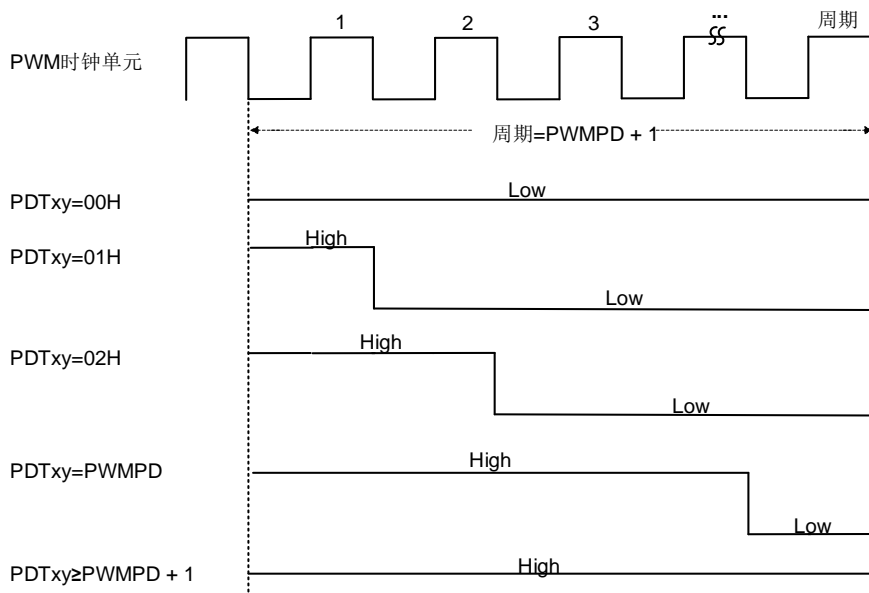 1 2 3 ... 周期
PWM时钟单元
周期=PWMPD + 1
PDTxy=00H Low
High
PDTxy=01H
Low
High
PDTxy=02H
Low
High
PDTxy=PWMPD
Low
PDTxy≥PWMPD + 1 High